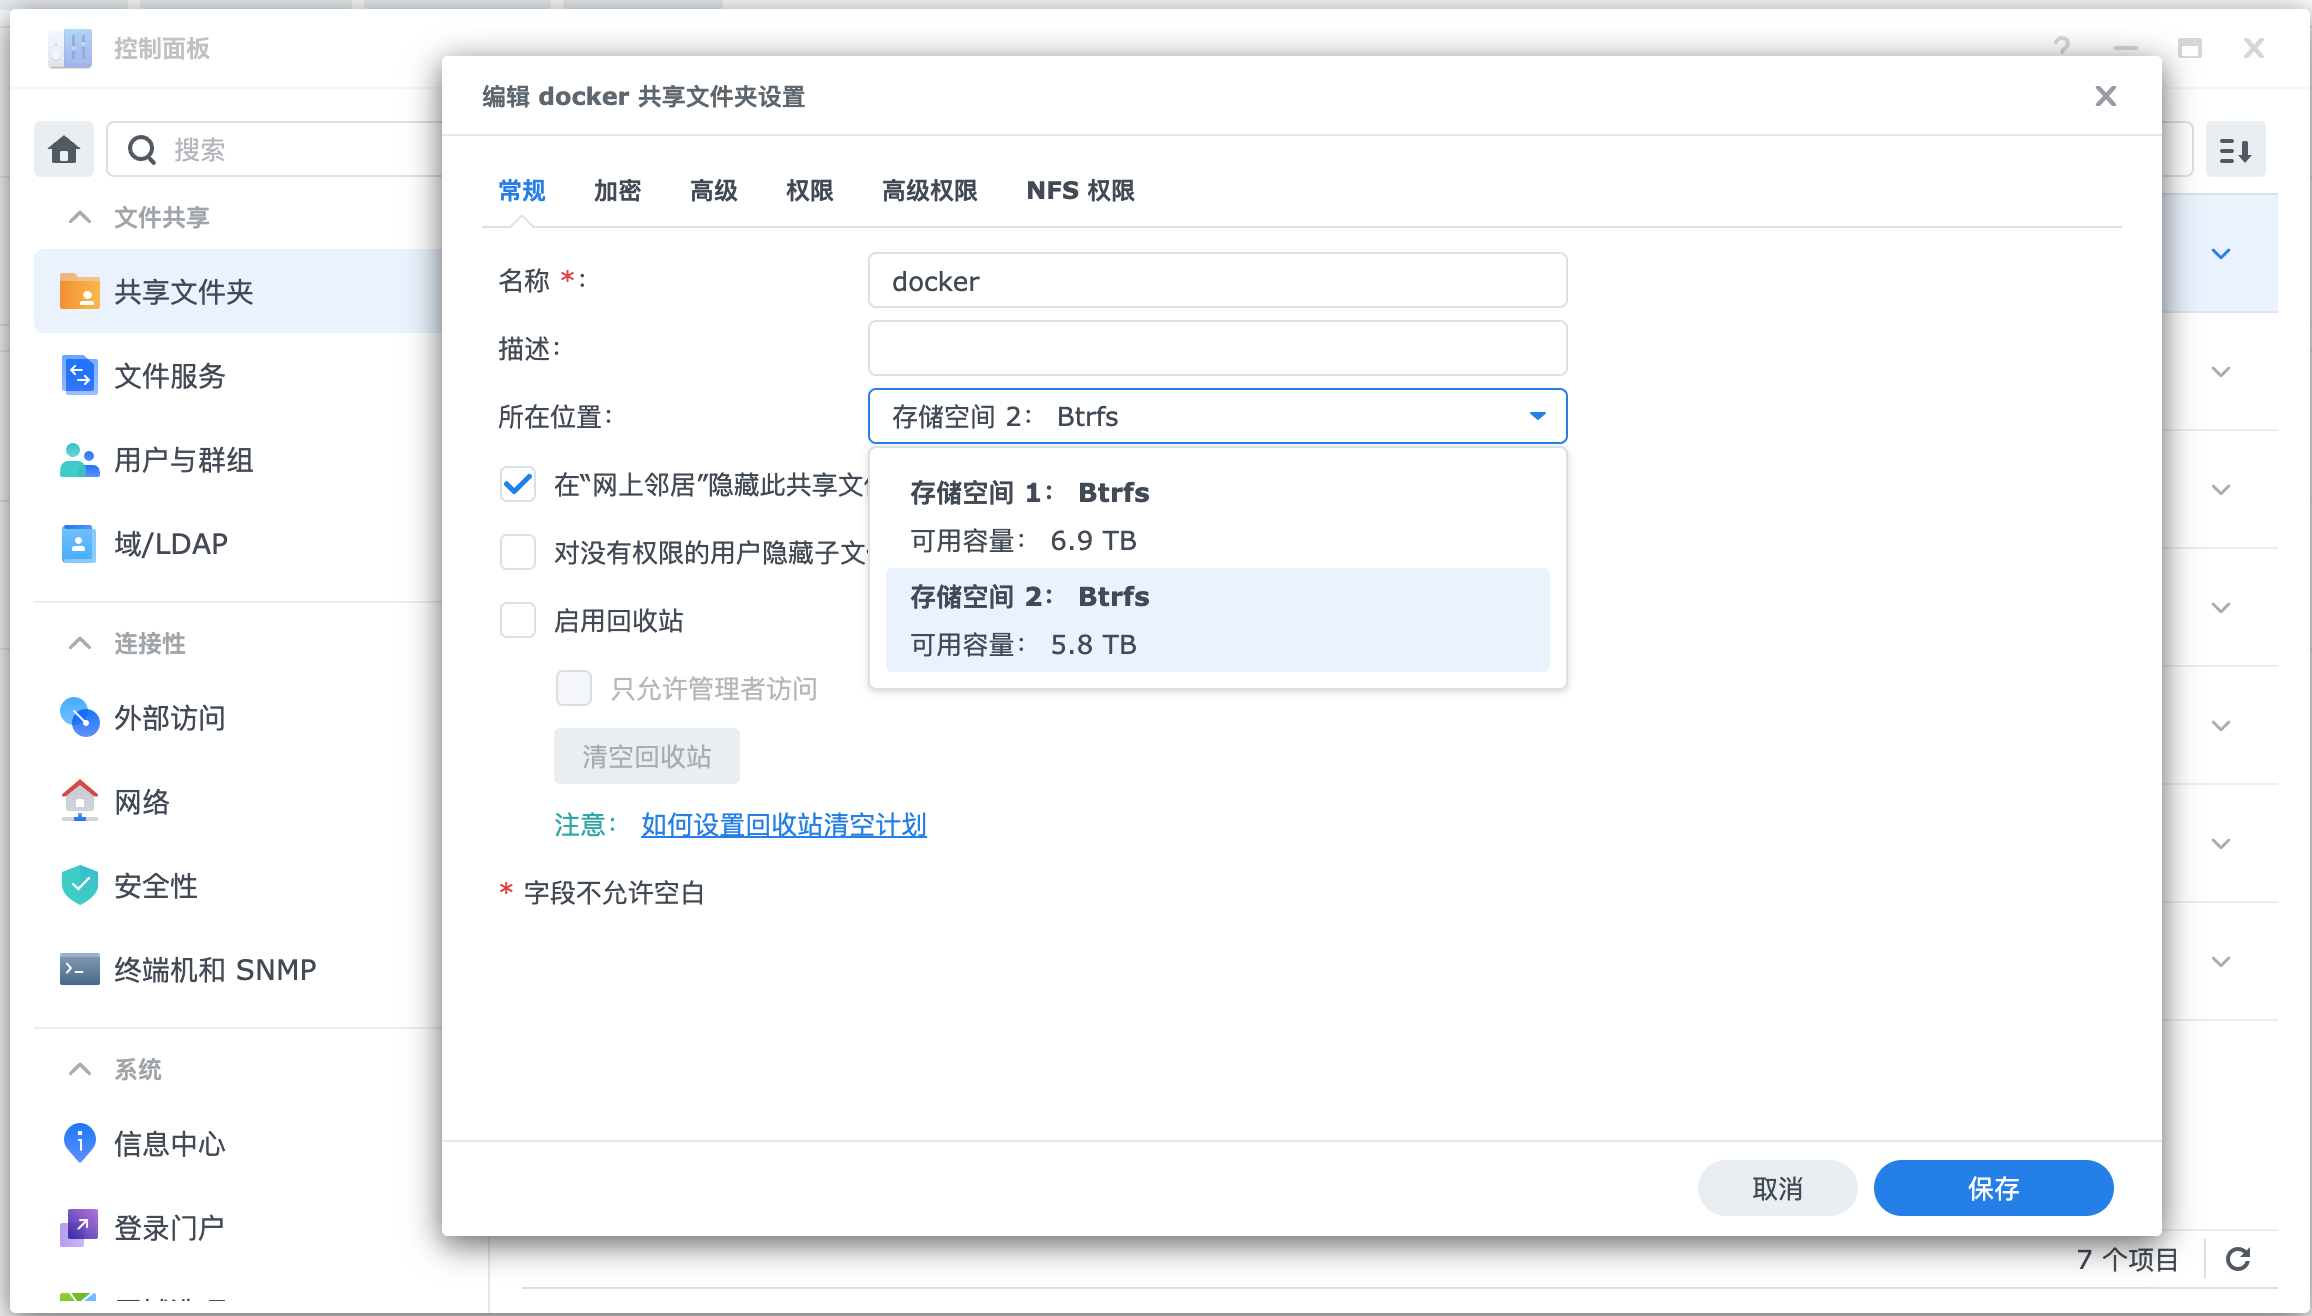 控制面板
搜索
文件共享
共享文件夹
文件服务
用户与群组
域/LDAP
连接性
外部访问
网络
安全性
终端机和 SNMP
系统
信息中心
登录门户
编辑 docker 共享文件夹设置
常规 加密 高级 权限 高级权限 NFS 权限
名称 *: docker
描述:
所在位置: 存储空间 2: Btrfs
在“网上邻居”隐藏此共享文
存储空间 1: Btrfs
可用容量: 6.9 TB
对没有权限的用户隐藏子文
存储空间 2: Btrfs
可用容量: 5.8 TB
启用回收站
只允许管理者访问
清空回收站
注意: 如何设置回收站清空计划
* 字段不允许空白
取消 保存
7 个项目